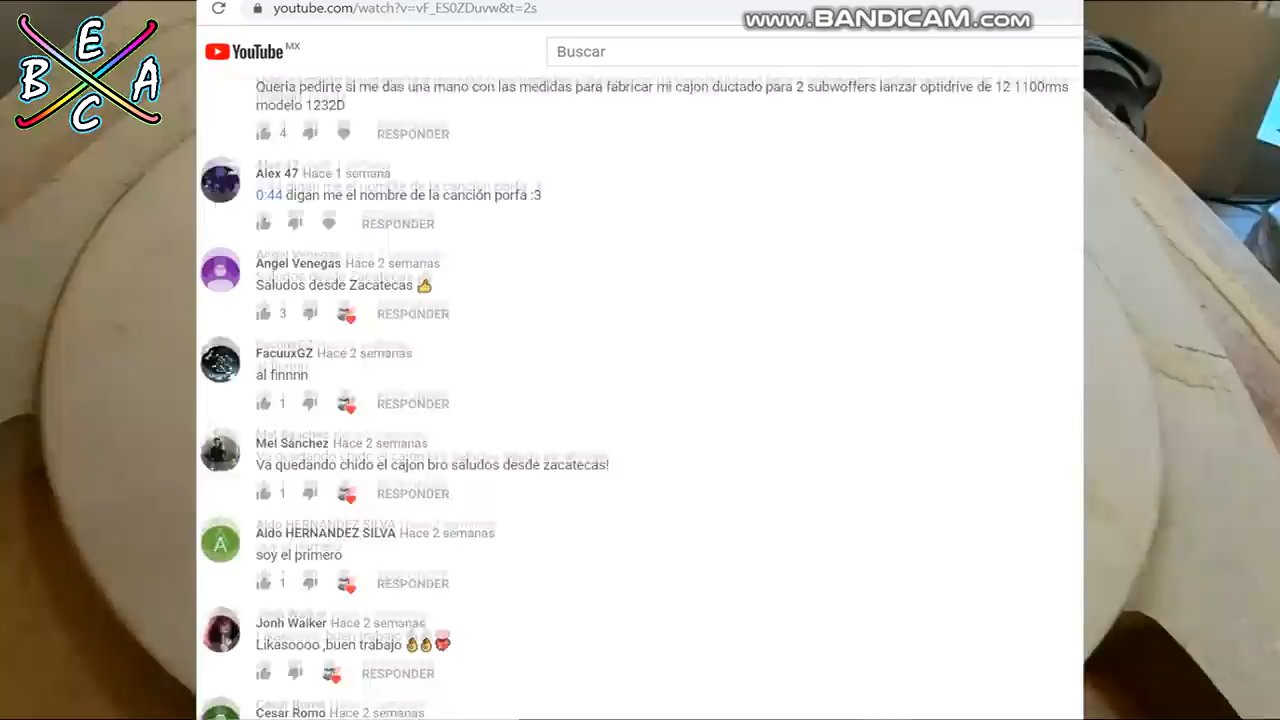 youtube.com/watch?v=vF_ES0ZDuvw&t=2s
www.BANDICAM.com
E
B A
C
YouTube MX
Buscar
Quería pedirte si me das una mano con las medidas para fabricar mi cajon ductado para 2 subwoffers lanzar optidrive de 12 1100rms
modelo 1232D
4 RESPONDER
Alex 47 Hace 1 semana
0:44 digan me el nombre de la canción porfa :3
RESPONDER
Angel Venegas Hace 2 semanas
Saludos desde Zacatecas 👍
3 RESPONDER
FacuuxGZ Hace 2 semanas
al finnnn
1 RESPONDER
Mel Sanchez Hace 2 semanas
Va quedando chido el cajon bro saludos desde zacatecas!
1 RESPONDER
A
Aldo HERNANDEZ SILVA Hace 2 semanas
soy el primero
1 RESPONDER
Jonh Walker Hace 2 semanas
Likasoooo ,buen trabajo 👌👌💓
RESPONDER
Cesar Romo Hace 2 semanas